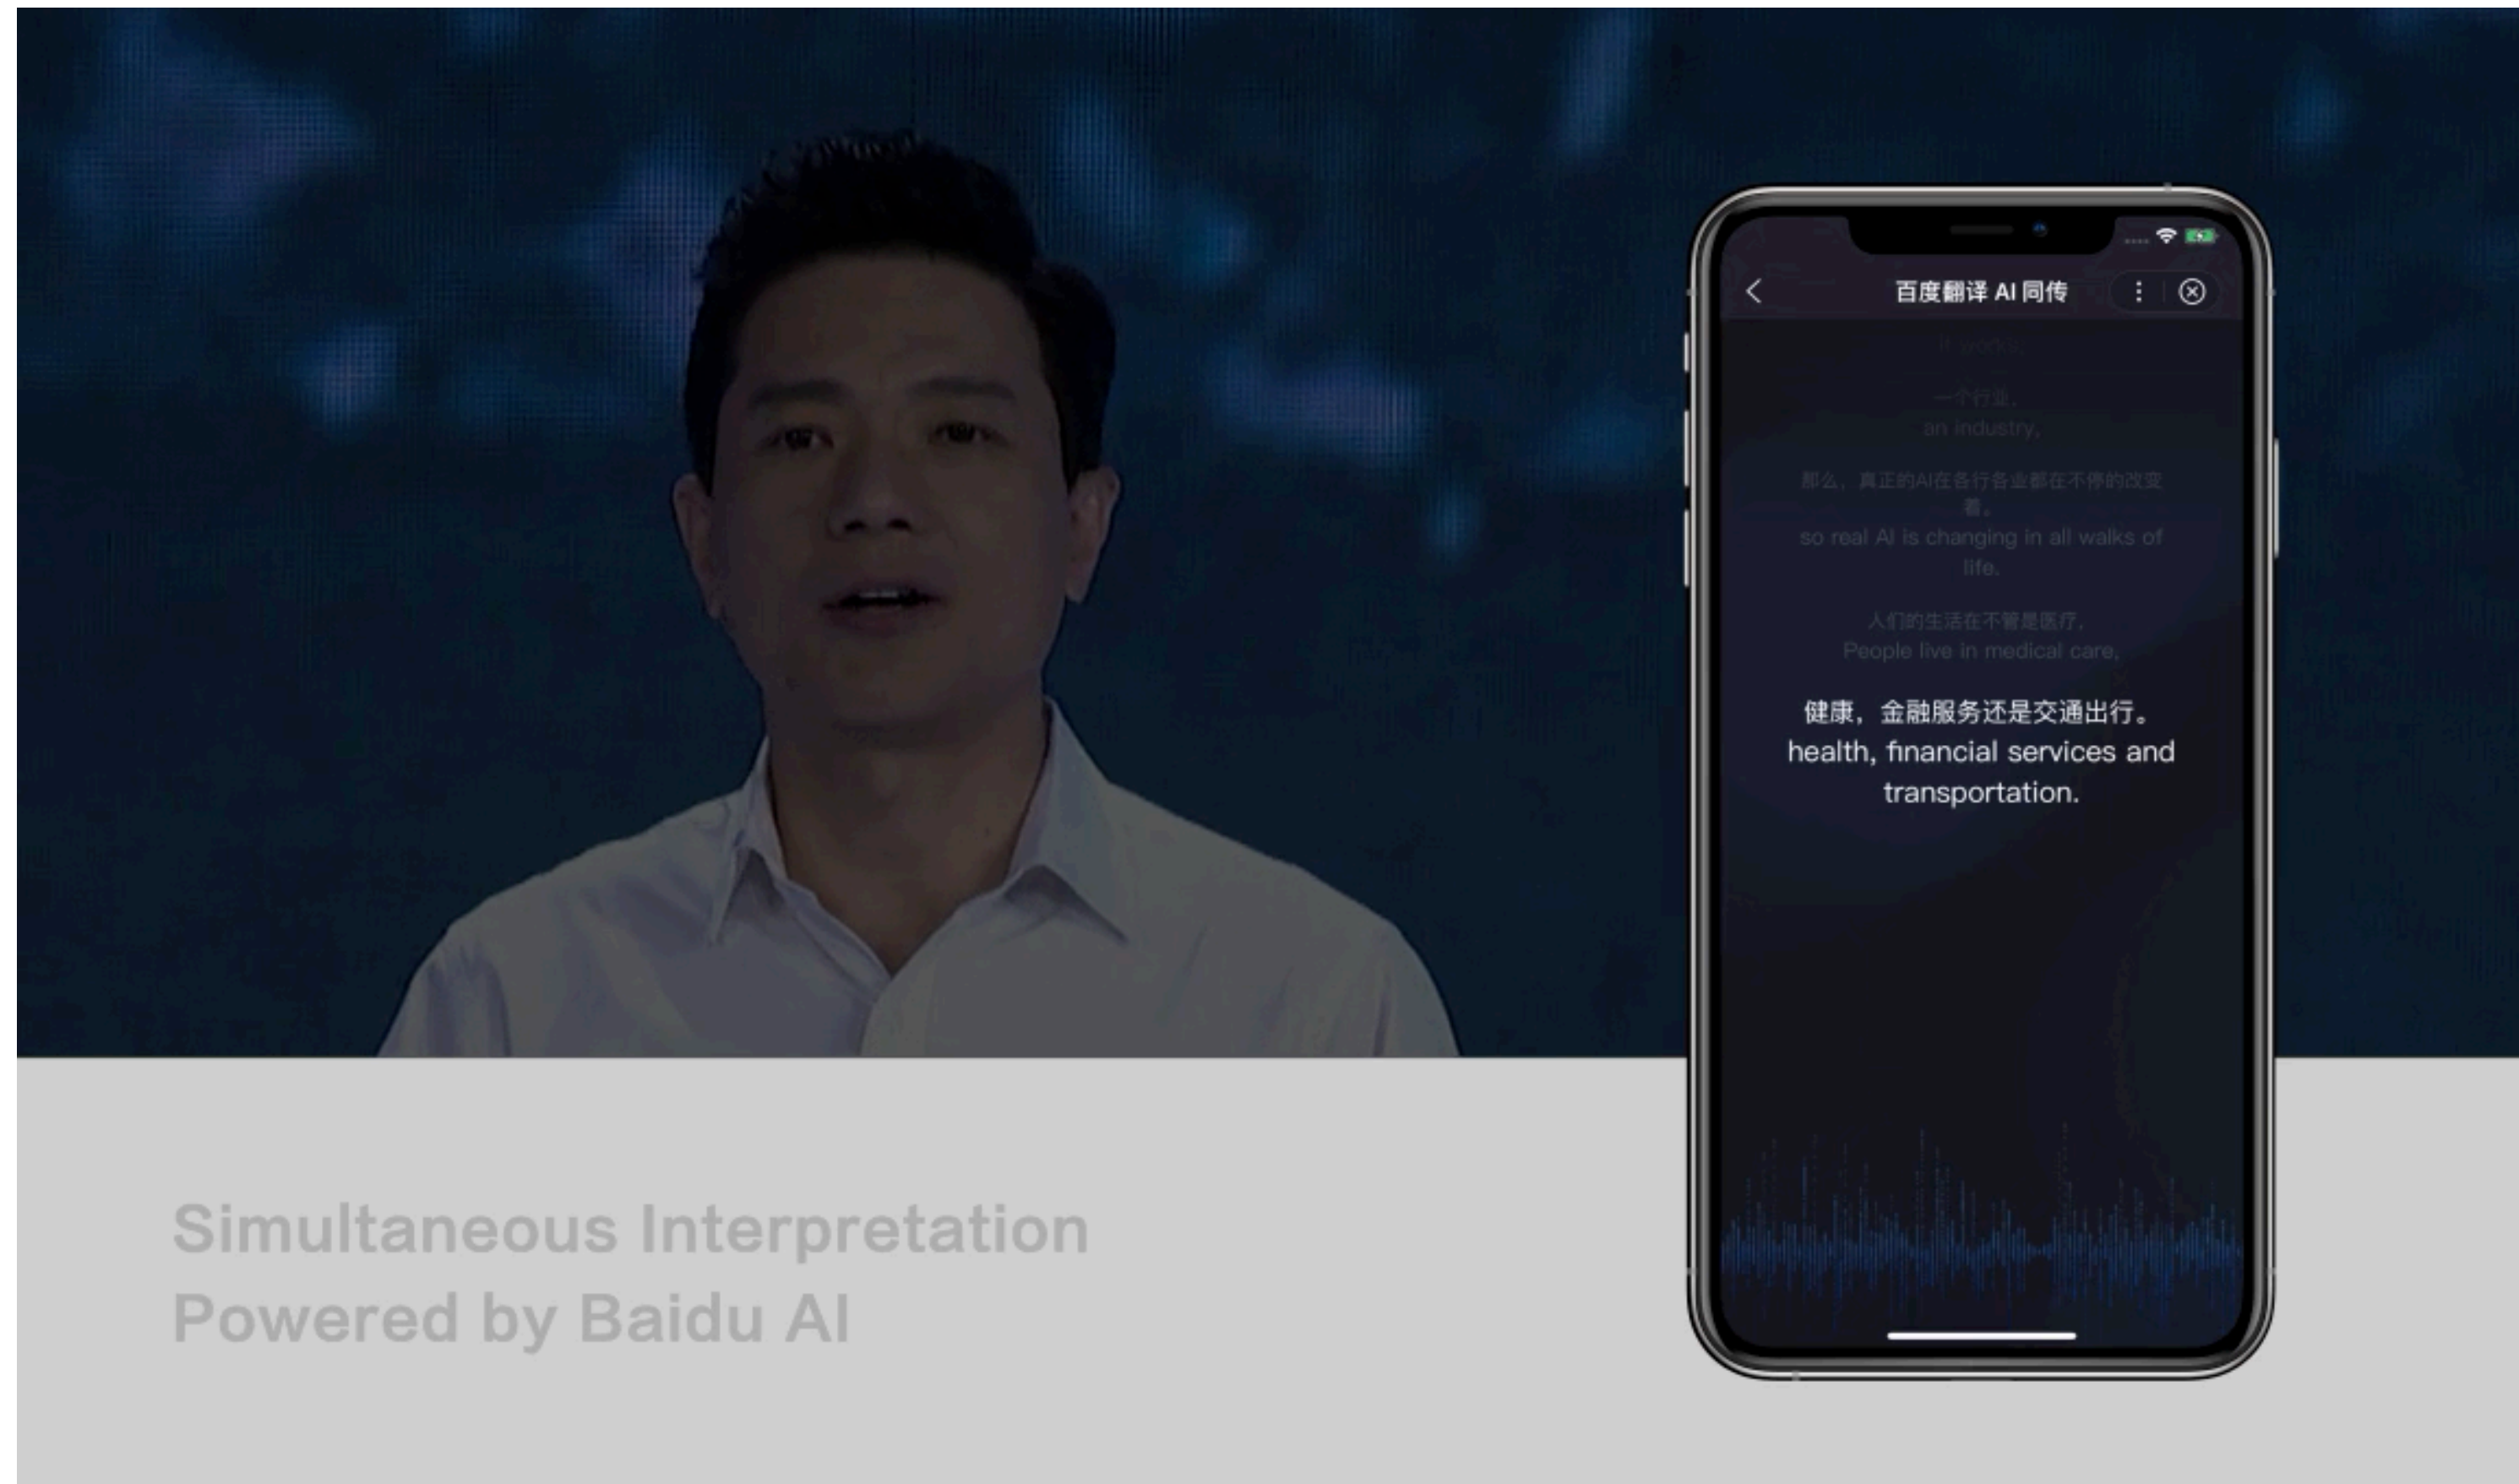 百度翻译 AI 同传
it works,
一个行业,
an industry,
那么，真正的AI在各行各业都在不停的改变
着。
so real AI is changing in all walks of
life.
人们的生活在不管是医疗,
People live in medical care,
健康，金融服务还是交通出行。
health, financial services and
transportation.
Simultaneous Interpretation
Powered by Baidu AI